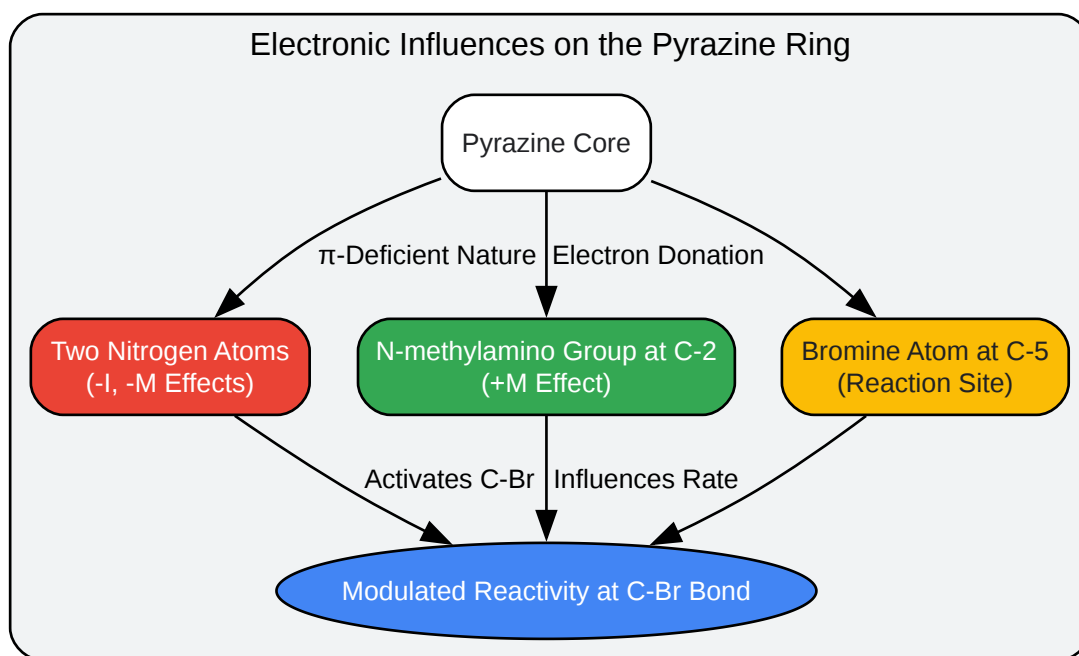 Electronic Influences on the Pyrazine Ring
Pyrazine Core
π-Deficient Nature
Electron Donation
Two Nitrogen Atoms
(-I, -M Effects)
N-methylamino Group at C-2
(+M Effect)
Bromine Atom at C-5
(Reaction Site)
Activates C-Br
Influences Rate
Modulated Reactivity at C-Br Bond